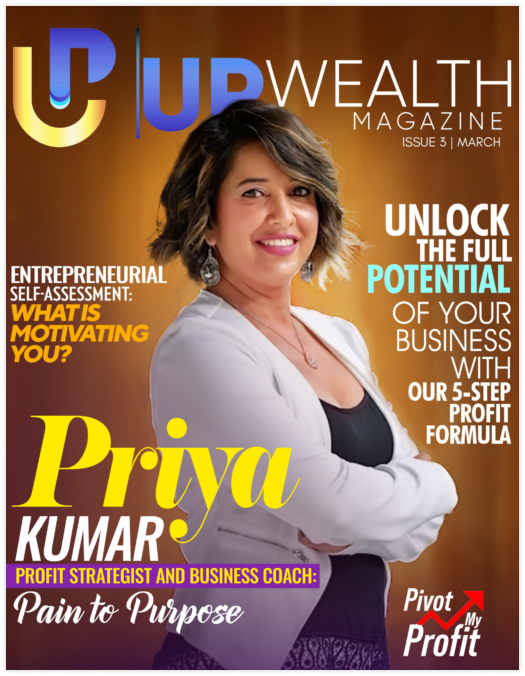 UP UPWEALTH
MAGAZINE
ISSUE 3 | MARCH
UNLOCK
THE FULL
POTENTIAL
OF YOUR
BUSINESS
WITH
OUR 5-STEP
PROFIT
FORMULA
ENTREPRENEURIAL
SELF-ASSESSMENT:
WHAT IS
MOTIVATING
YOU?
Priya
KUMAR
PROFIT STRATEGIST AND BUSINESS COACH:
Pain to Purpose
Pivot
My
Profit